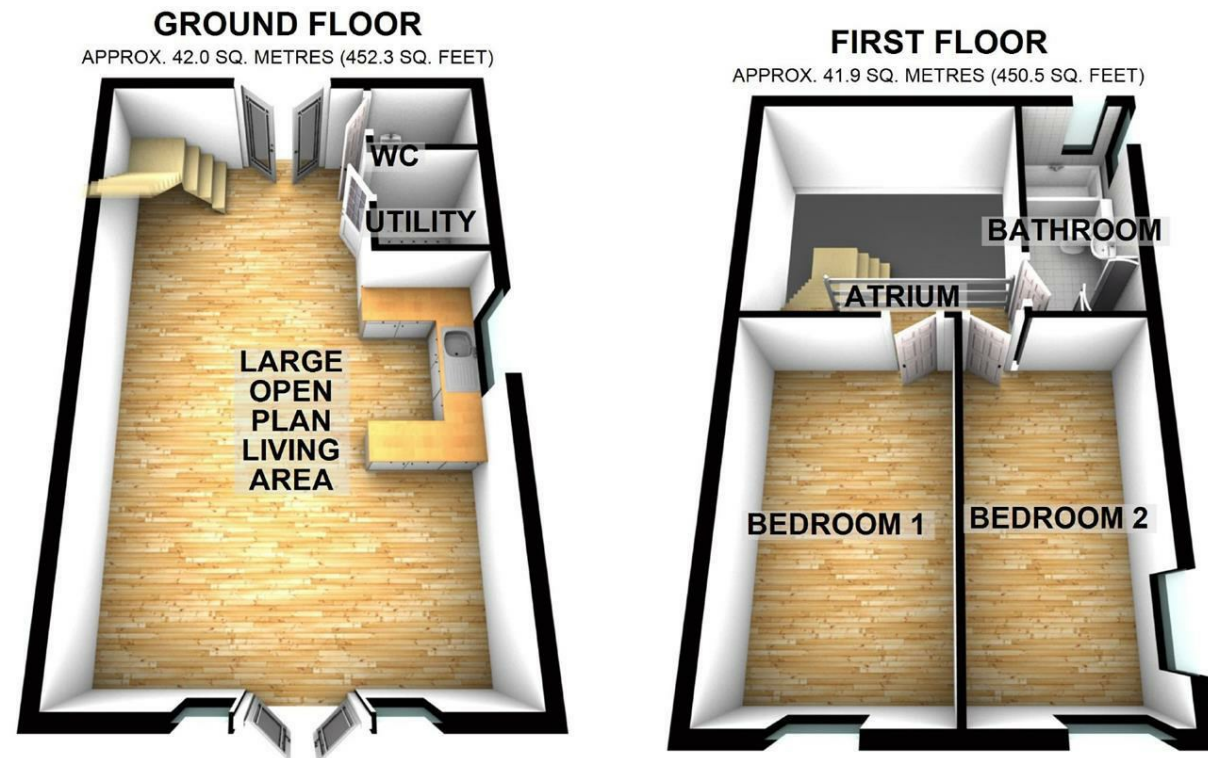 GROUND FLOOR
APPROX. 42.0 SQ. METRES (452.3 SQ. FEET)
WC
UTILITY
LARGE
OPEN
PLAN
LIVING
AREA
FIRST FLOOR
APPROX. 41.9 SQ. METRES (450.5 SQ. FEET)
BATHROOM
ATRIUM
BEDROOM 1
BEDROOM 2